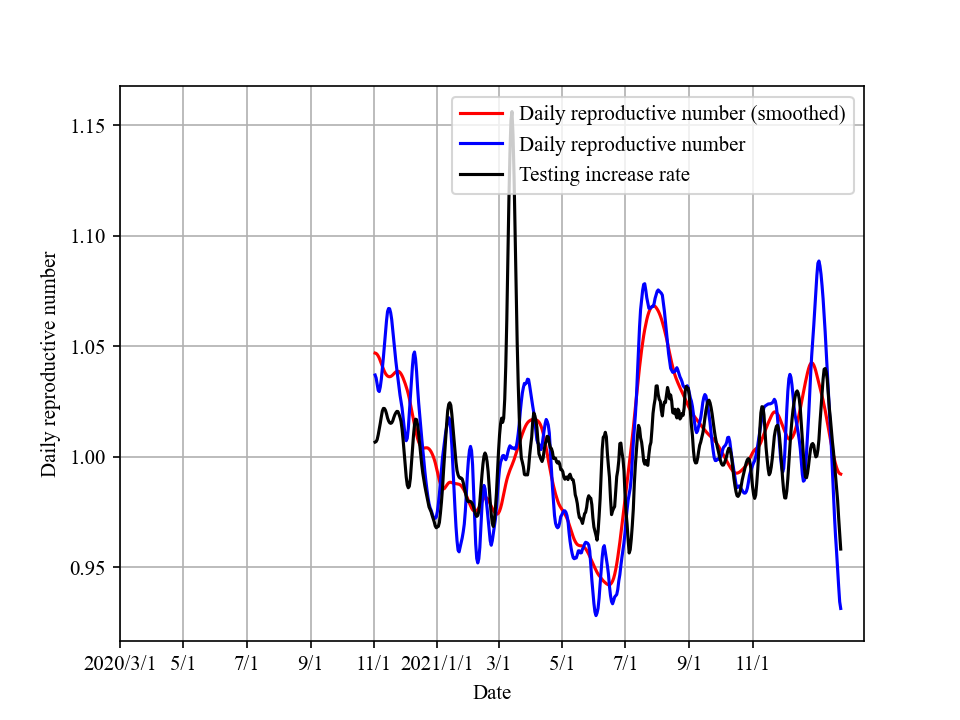 Daily reproductive number (smoothed)
Daily reproductive number
Testing increase rate
1.15
1.10
1.05
1.00
0.95
Daily reproductive number
2020/3/1 5/1 7/1 9/1 11/1 2021/1/1 3/1 5/1 7/1 9/1 11/1
Date